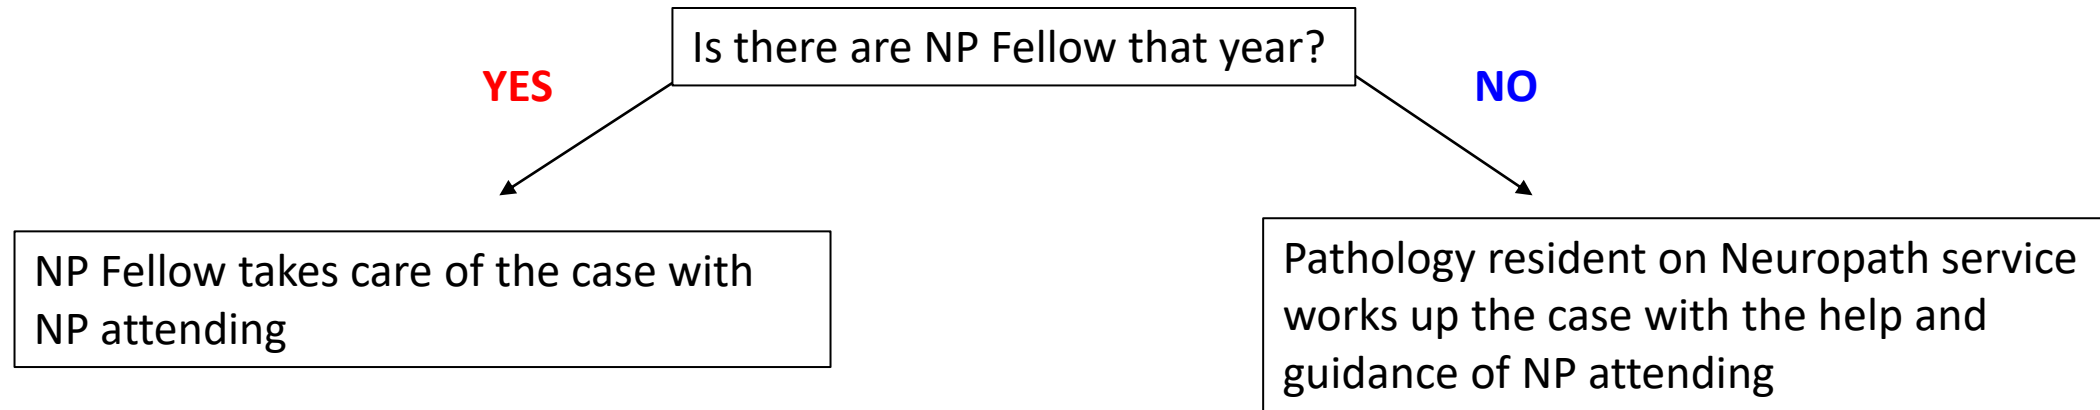 Is there are NP Fellow that year?
YES
NO
NP Fellow takes care of the case with
NP attending
Pathology resident on Neuropath service
works up the case with the help and
guidance of NP attending